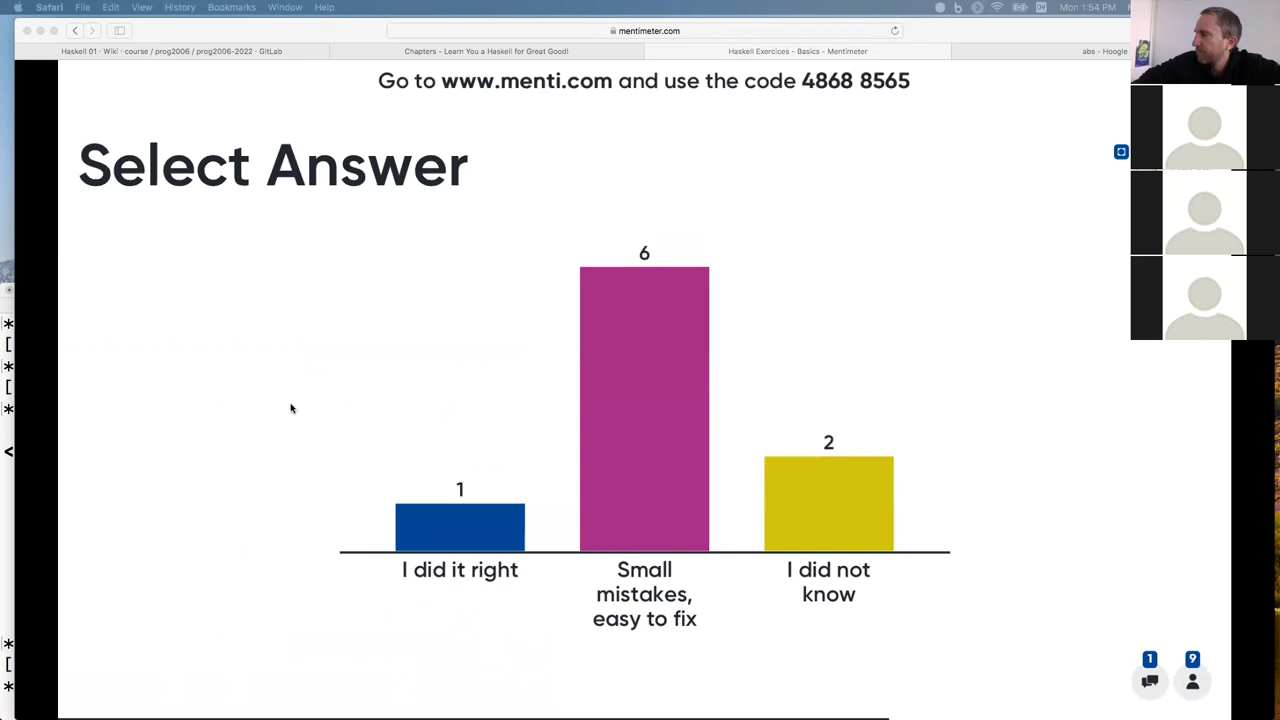 Safari File Edit View History Bookmarks Window Help Mon 1:54 PM
mentimeter.com
Haskell 01 · Wiki · course / prog2006 / prog2006-2022 · GitLab Chapters - Learn You a Haskell for Great Good! Haskell Exercices - Basics - Mentimeter abs - Hoogle
Go to www.menti.com and use the code 4868 8565
Select Answer
6
2
1
I did it right
Small
mistakes,
easy to fix
I did not
know
1 9
*
[
*
[
*
<
*
[
*